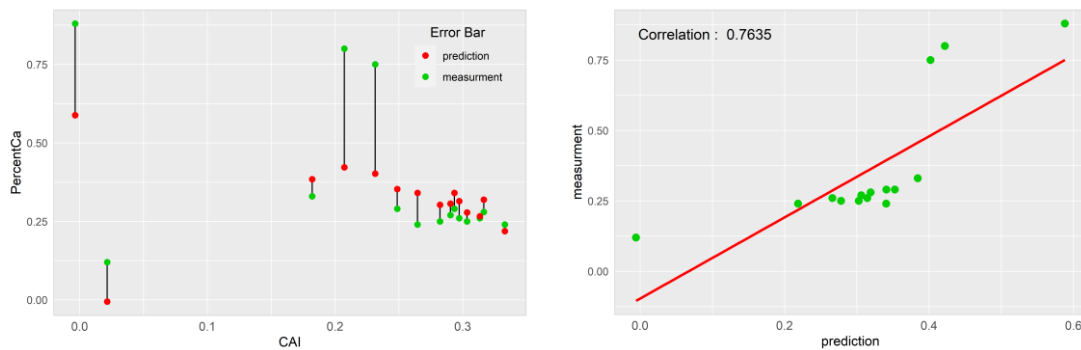 Error Bar
prediction
measurment
PercentCa
0.75
0.50
0.25
0.00
0.0
0.1
0.2
0.3
CAI
Correlation : 0.7635
measurment
0.75
0.50
0.25
0.00
0.0
0.2
0.4
0.6
prediction